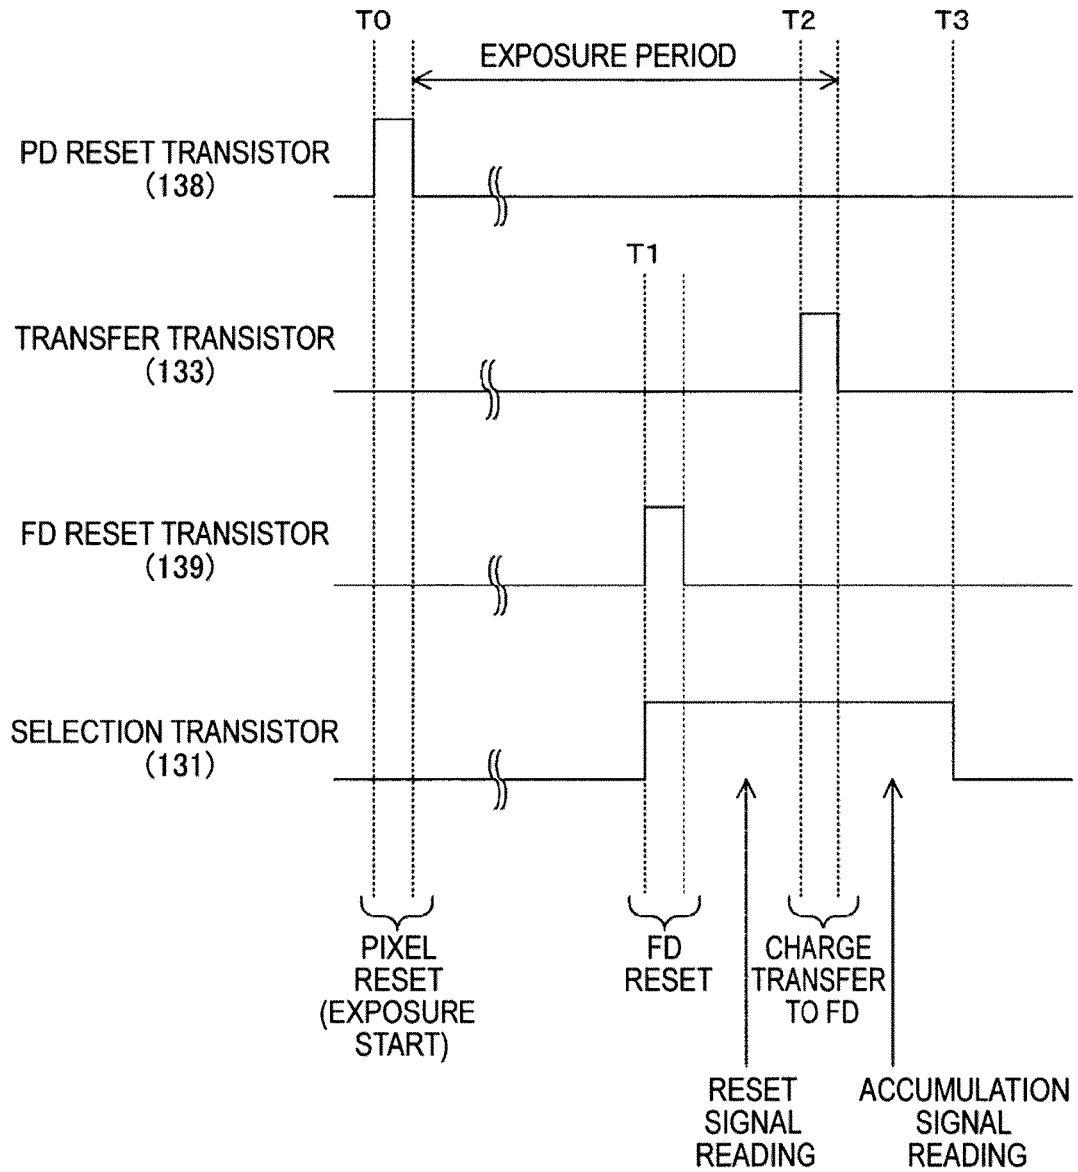 T0
T2
T3
EXPOSURE PERIOD
PD RESET TRANSISTOR
(138)
T1
TRANSFER TRANSISTOR
(133)
FD RESET TRANSISTOR
(139)
SELECTION TRANSISTOR
(131)
PIXEL
RESET
(EXPOSURE
START)
FD
RESET
CHARGE
TRANSFER
TO FD
RESET
SIGNAL
READING
ACCUMULATION
SIGNAL
READING